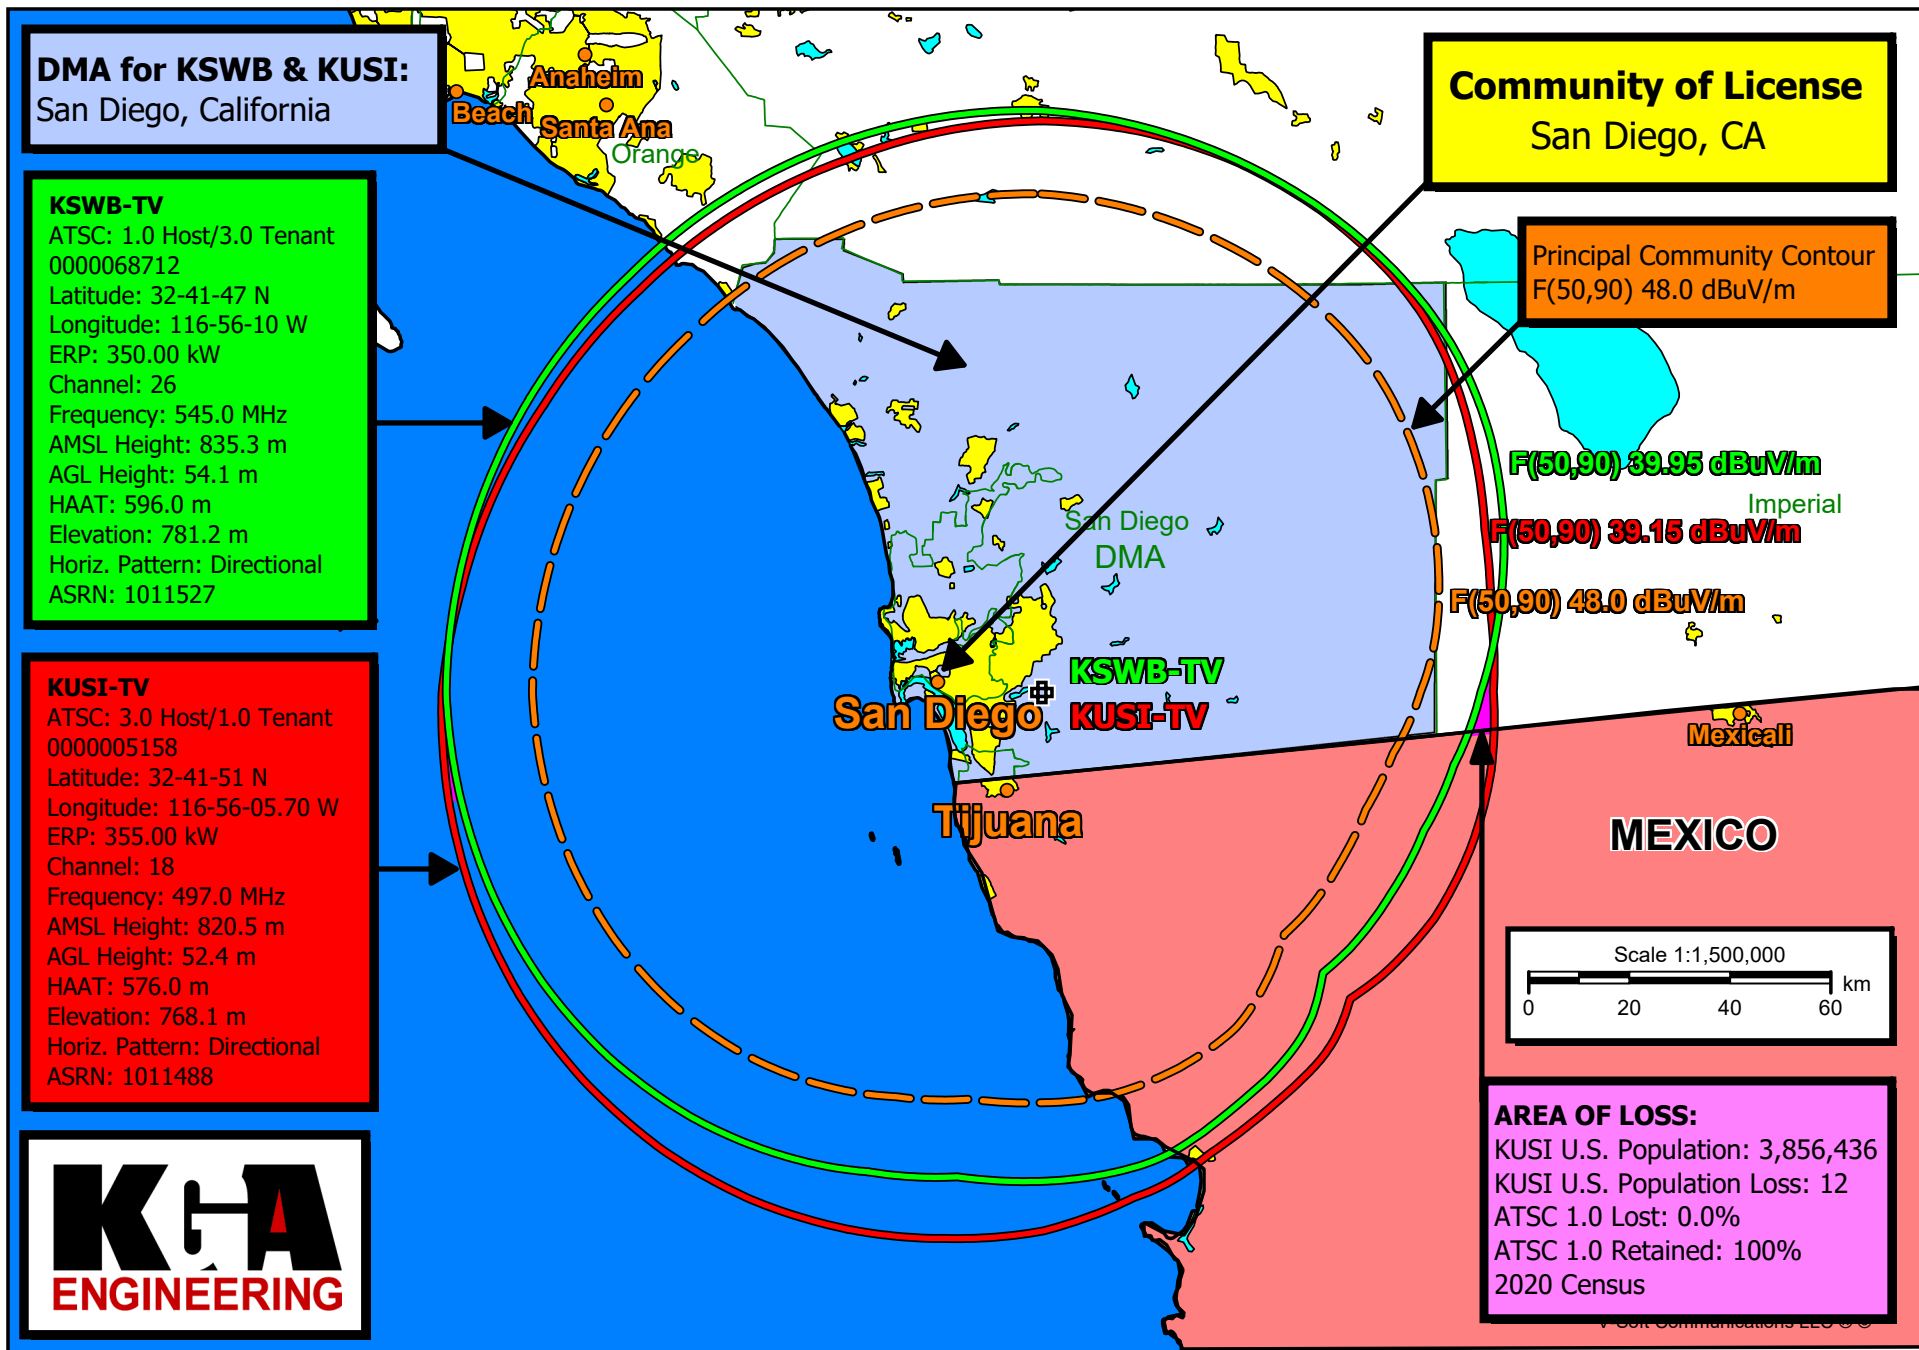 DMA for KSWB & KUSI:
San Diego, California
Anaheim
Beach
Santa Ana
Orange
Community of License
San Diego, CA
KSWB-TV
ATSC: 1.0 Host/3.0 Tenant
0000068712
Latitude: 32-41-47 N
Longitude: 116-56-10 W
ERP: 350.00 kW
Channel: 26
Frequency: 545.0 MHz
AMSL Height: 835.3 m
AGL Height: 54.1 m
HAAT: 596.0 m
Elevation: 781.2 m
Horiz. Pattern: Directional
ASRN: 1011527
Principal Community Contour
F(50,90) 48.0 dBuV/m
F(50,90) 39.95 dBuV/m
Imperial
F(50,90) 39.15 dBuV/m
F(50,90) 48.0 dBuV/m
San Diego
DMA
KSWB-TV
KUSI-TV
San Diego
Tijuana
Mexicali
MEXICO
KUSI-TV
ATSC: 3.0 Host/1.0 Tenant
0000005158
Latitude: 32-41-51 N
Longitude: 116-56-05.70 W
ERP: 355.00 kW
Channel: 18
Frequency: 497.0 MHz
AMSL Height: 820.5 m
AGL Height: 52.4 m
HAAT: 576.0 m
Elevation: 768.1 m
Horiz. Pattern: Directional
ASRN: 1011488
Scale 1:1,500,000
km
0 20 40 60
AREA OF LOSS:
KUSI U.S. Population: 3,856,436
KUSI U.S. Population Loss: 12
ATSC 1.0 Lost: 0.0%
ATSC 1.0 Retained: 100%
2020 Census
KGA
ENGINEERING